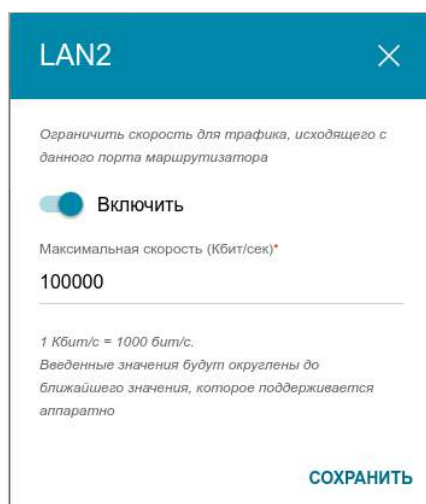 LAN2
Ограничить скорость для трафика, исходящего с
данного порта маршрутизатора
Включить
Максимальная скорость (Кбит/сек)*
100000
1 Кбит/с = 1000 бит/с.
Введенные значения будут округлены до
ближайшего значения, которое поддерживается
аппаратно
СОХРАНИТЬ